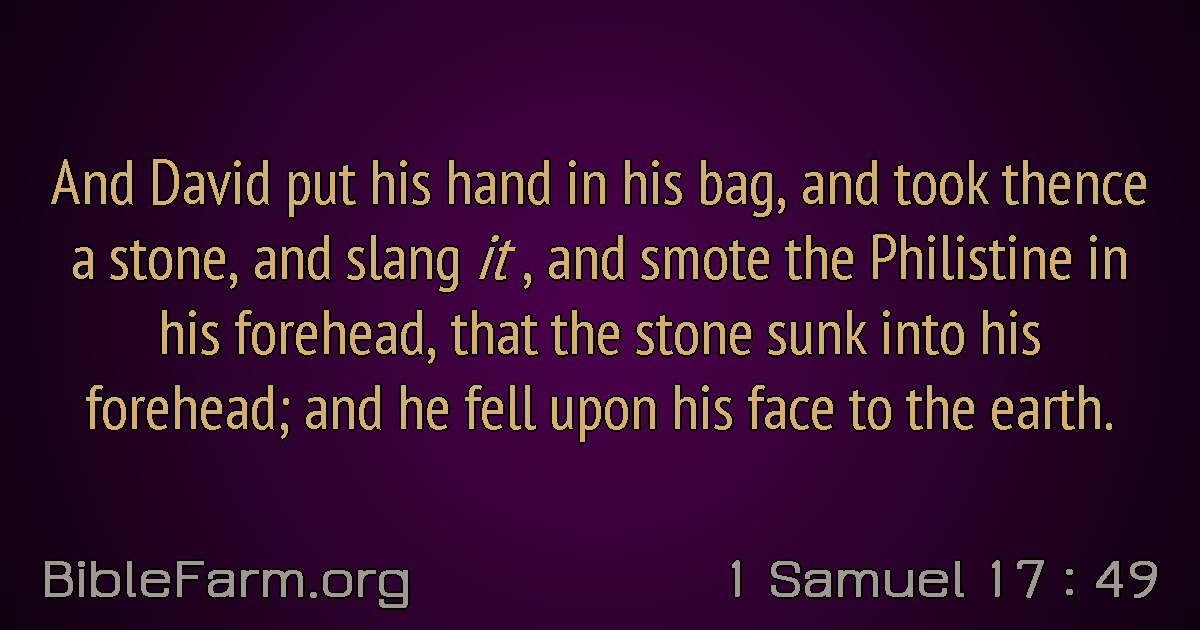 And David put his hand in his bag, and took thence
a stone, and slang it , and smote the Philistine in
his forehead, that the stone sunk into his
forehead; and he fell upon his face to the earth.
BibleFarm.org
1 Samuel 17 : 49